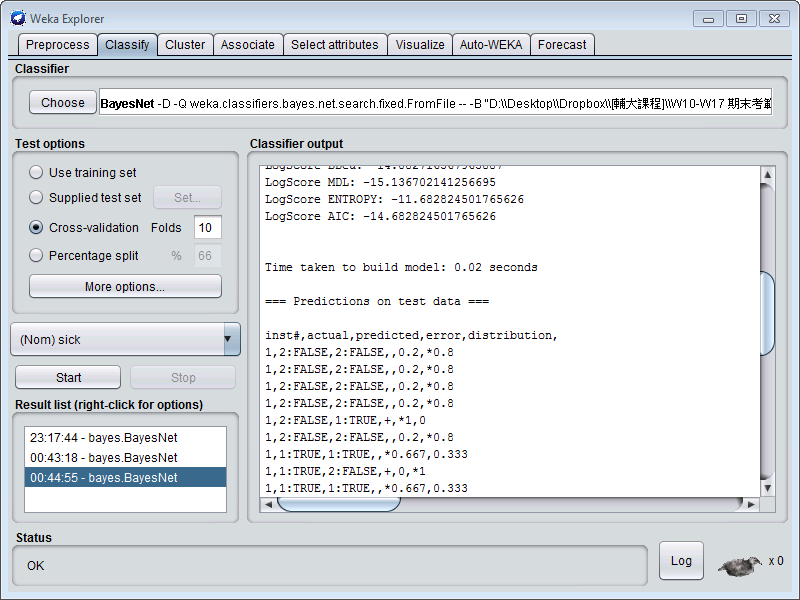 Weka Explorer
Preprocess Classify Cluster Associate Select attributes Visualize Auto-WEKA Forecast
Classifier
Choose BayesNet -D -Q weka.classifiers.bayes.net.search.fixed.FromFile -- -B "D:\\Desktop\\Dropbox\\[輔大課程]\\W10-W17 期末考範
Test options
Use training set
Supplied test set Set...
Cross-validation Folds 10
Percentage split % 66
More options...
(Nom) sick
Start Stop
Result list (right-click for options)
23:17:44 - bayes.BayesNet
00:43:18 - bayes.BayesNet
00:44:55 - bayes.BayesNet
Classifier output
LogScore MDL: -15.136702141256695
LogScore ENTROPY: -11.682824501765626
LogScore AIC: -14.682824501765626
Time taken to build model: 0.02 seconds
=== Predictions on test data ===
inst#,actual,predicted,error,distribution,
1,2:FALSE,2:FALSE,,0.2,*0.8
1,2:FALSE,2:FALSE,,0.2,*0.8
1,2:FALSE,2:FALSE,,0.2,*0.8
1,2:FALSE,2:FALSE,,0.2,*0.8
1,2:FALSE,1:TRUE,+,*1,0
1,2:FALSE,2:FALSE,,0.2,*0.8
1,1:TRUE,1:TRUE,,*0.667,0.333
1,1:TRUE,2:FALSE,+,0,*1
1,1:TRUE,1:TRUE,,*0.667,0.333
Status
OK
Log
x 0